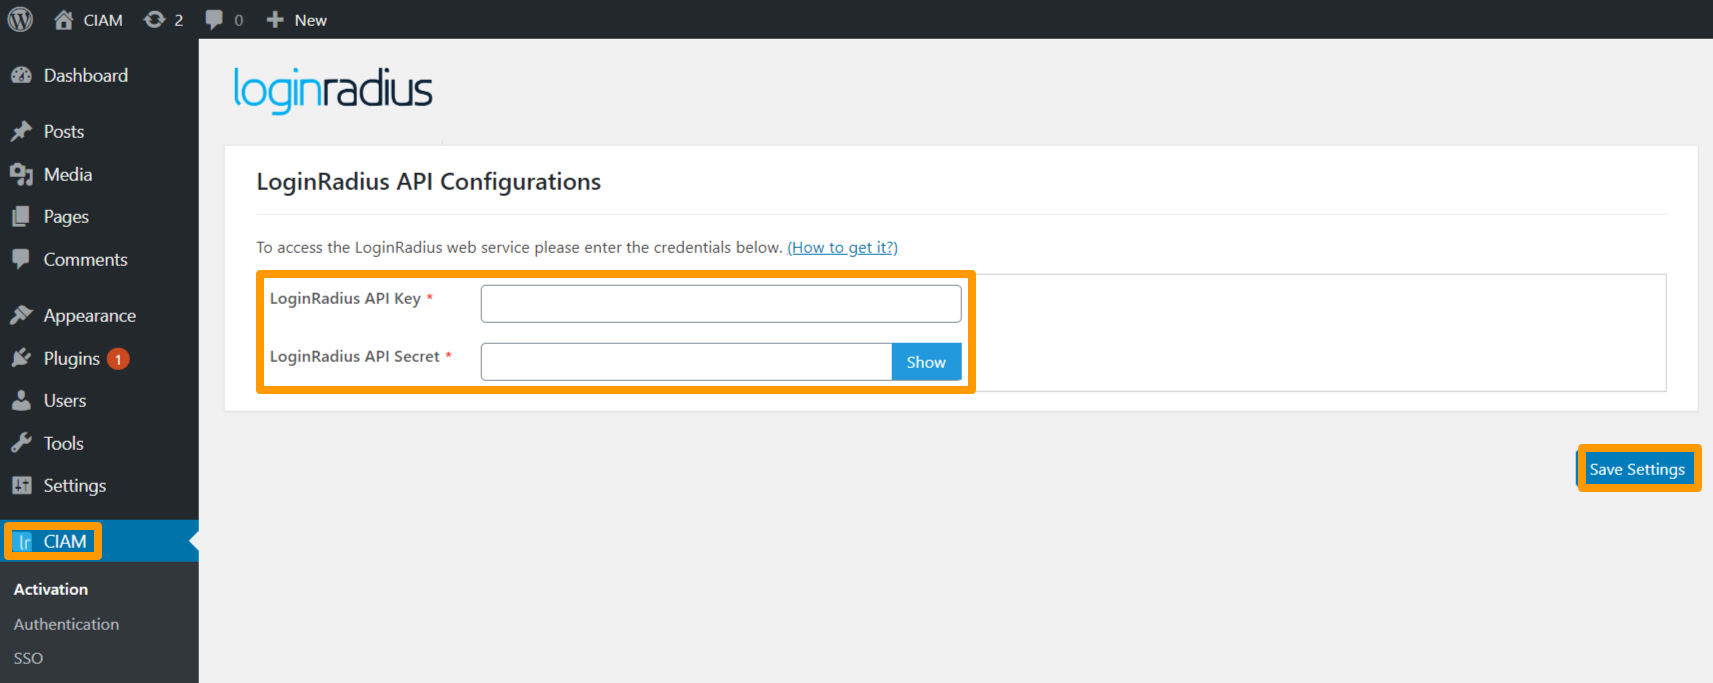 CIAM 2 0 New
Dashboard
Posts
Media
Pages
Comments
Appearance
Plugins 1
Users
Tools
Settings
lr CIAM
Activation
Authentication
SSO
loginradius
LoginRadius API Configurations
To access the LoginRadius web service please enter the credentials below. (How to get it?)
LoginRadius API Key *
LoginRadius API Secret *
Show
Save Settings